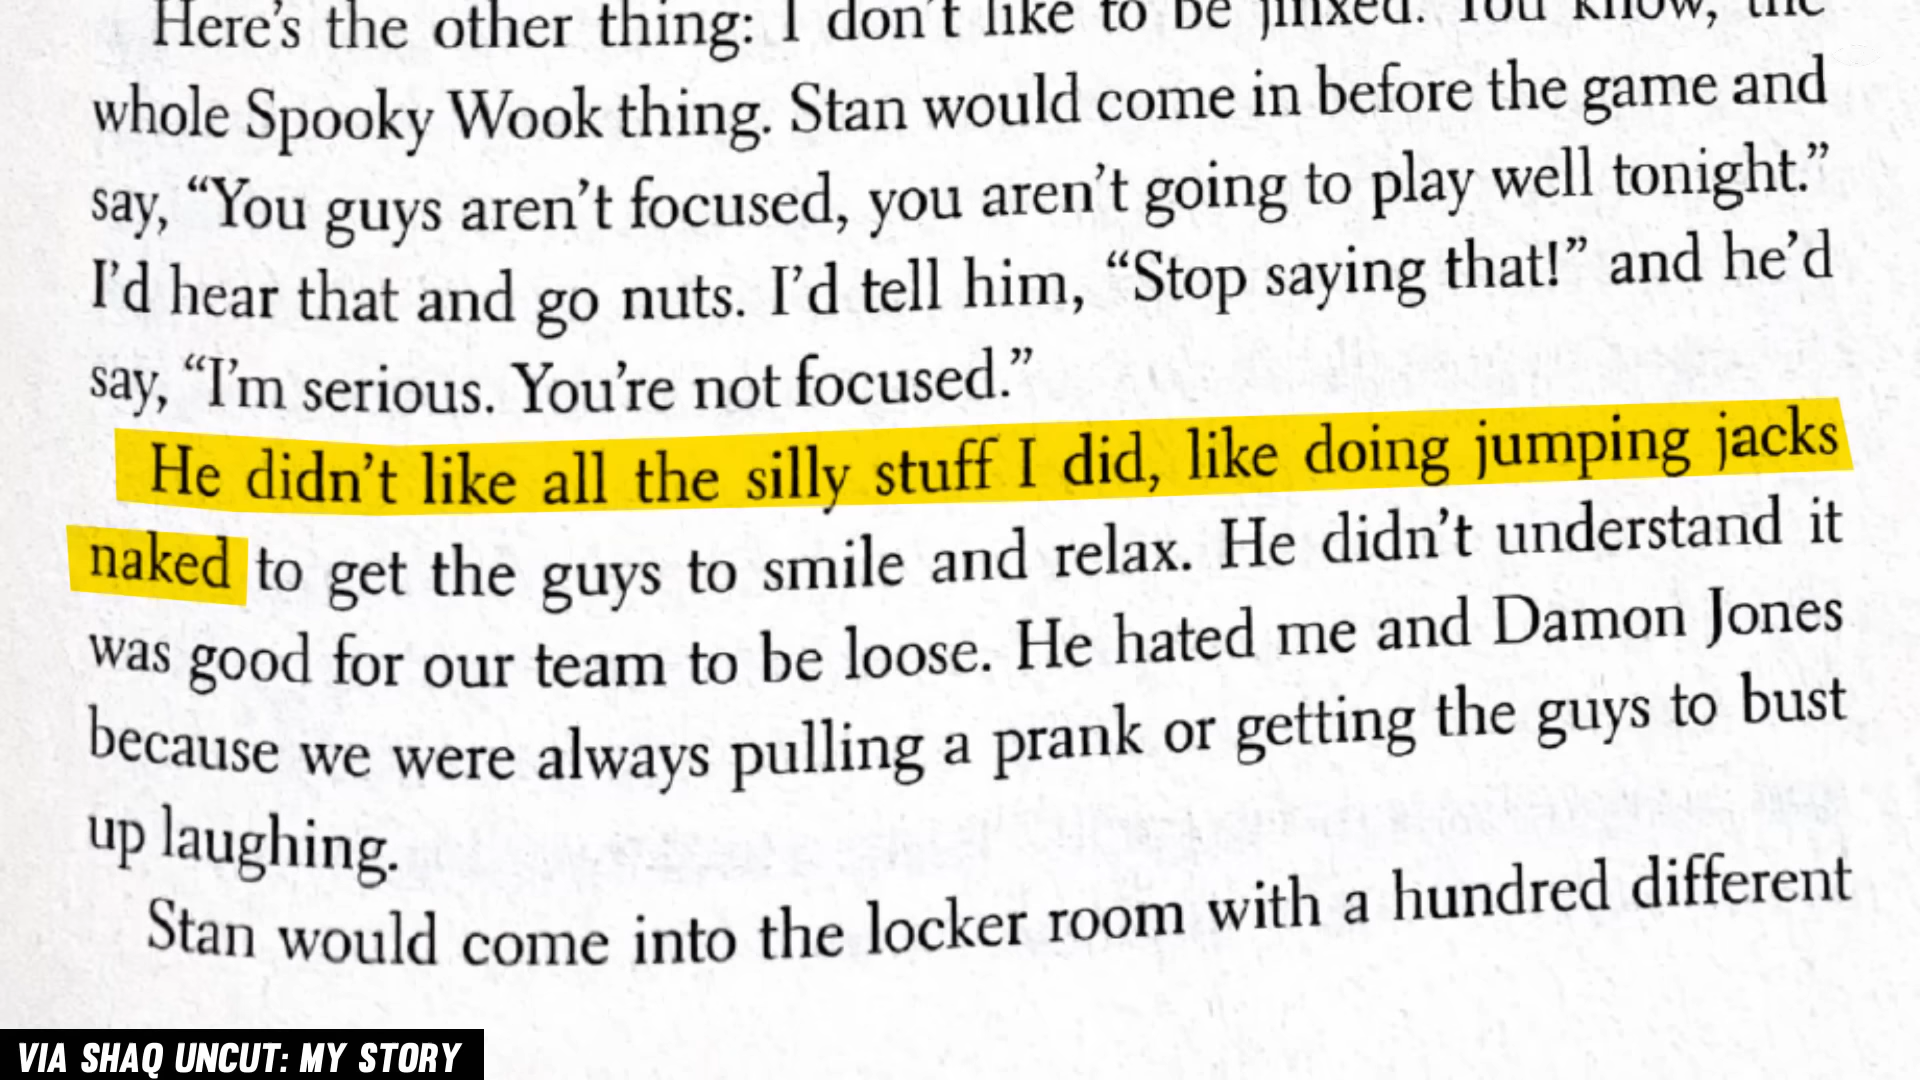 Here's the other thing: I don't like to be jinxed. You know, the
whole Spooky Wook thing. Stan would come in before the game and
say, “You guys aren’t focused, you aren’t going to play well tonight.”
I’d hear that and go nuts. I’d tell him, “Stop saying that!” and he’d
say, “I’m serious. You’re not focused.”
He didn’t like all the silly stuff I did, like doing jumping jacks
naked to get the guys to smile and relax. He didn’t understand it
was good for our team to be loose. He hated me and Damon Jones
because we were always pulling a prank or getting the guys to bust
up laughing.
Stan would come into the locker room with a hundred different
VIA SHAQ UNCUT: MY STORY